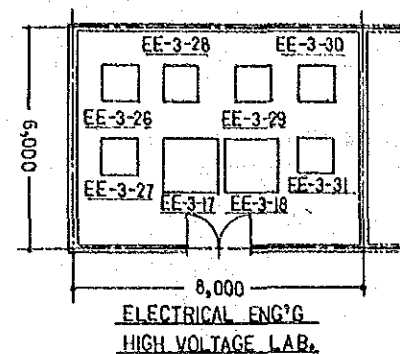 EE-3-28 EE-3-30
EE-3-26 EE-3-29
6,000
EE-3-27 EE-3-17 EE-3-18 EE-3-31
8,000
ELECTRICAL ENG'G
HIGH VOLTAGE LAB.